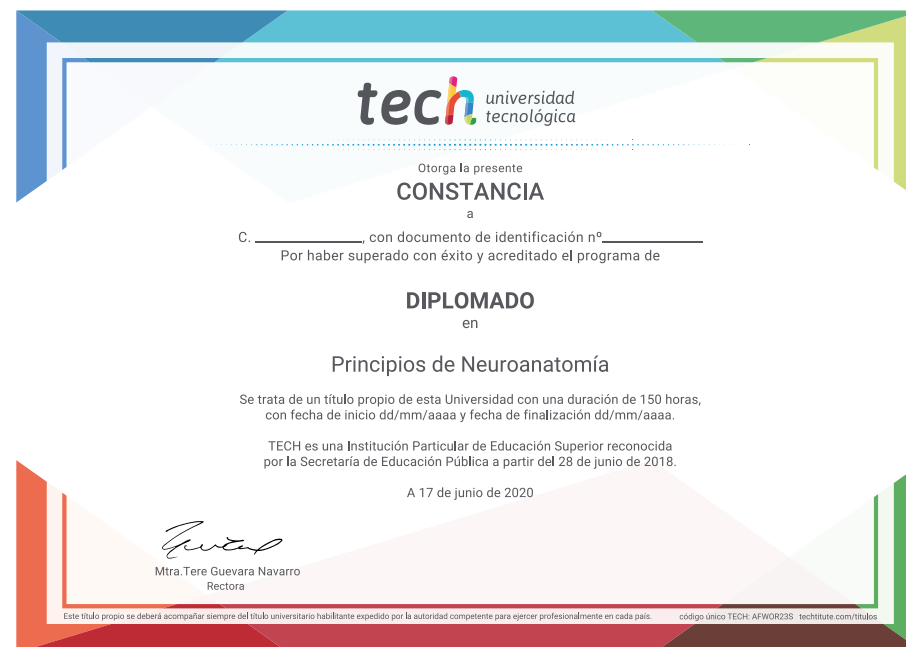 tech universidad
tecnológica
Otorga la presente
CONSTANCIA
a
C. ____________, con documento de identificación nº____________
Por haber superado con éxito y acreditado el programa de
DIPLOMADO
en
Principios de Neuroanatomía
Se trata de un título propio de esta Universidad con una duración de 150 horas,
con fecha de inicio dd/mm/aaaa y fecha de finalización dd/mm/aaaa.
TECH es una Institución Particular de Educación Superior reconocida
por la Secretaría de Educación Pública a partir del 28 de junio de 2018.
A 17 de junio de 2020
Mtra.Tere Guevara Navarro
Rectora
Este título propio se deberá acompañar siempre del título universitario habilitante expedido por la autoridad competente para ejercer profesionalmente en cada país. código único TECH: AFWOR23S techtitute.com/titulos